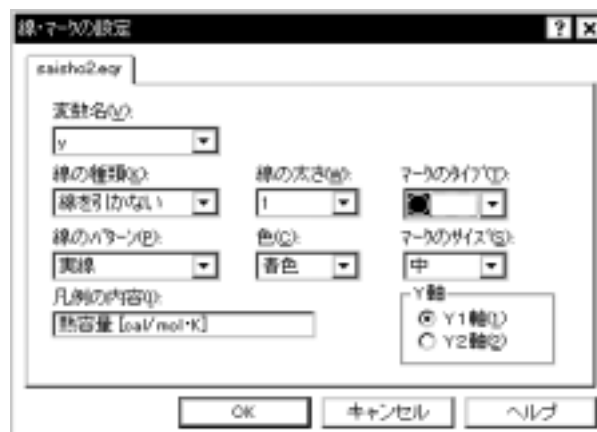 線・マークの設定
saisho2.eqr
変数名(V):
y
線の種類(K): 線の太さ(W): マークのタイプ(T):
線を引かない 1
線のパターン(P): 色(C): マークのサイズ(S):
実線 青色 中
凡例の内容(I): Y軸
熱容量 [cal/mol・K] Y1軸(1)
Y2軸(2)
OK キャンセル ヘルプ